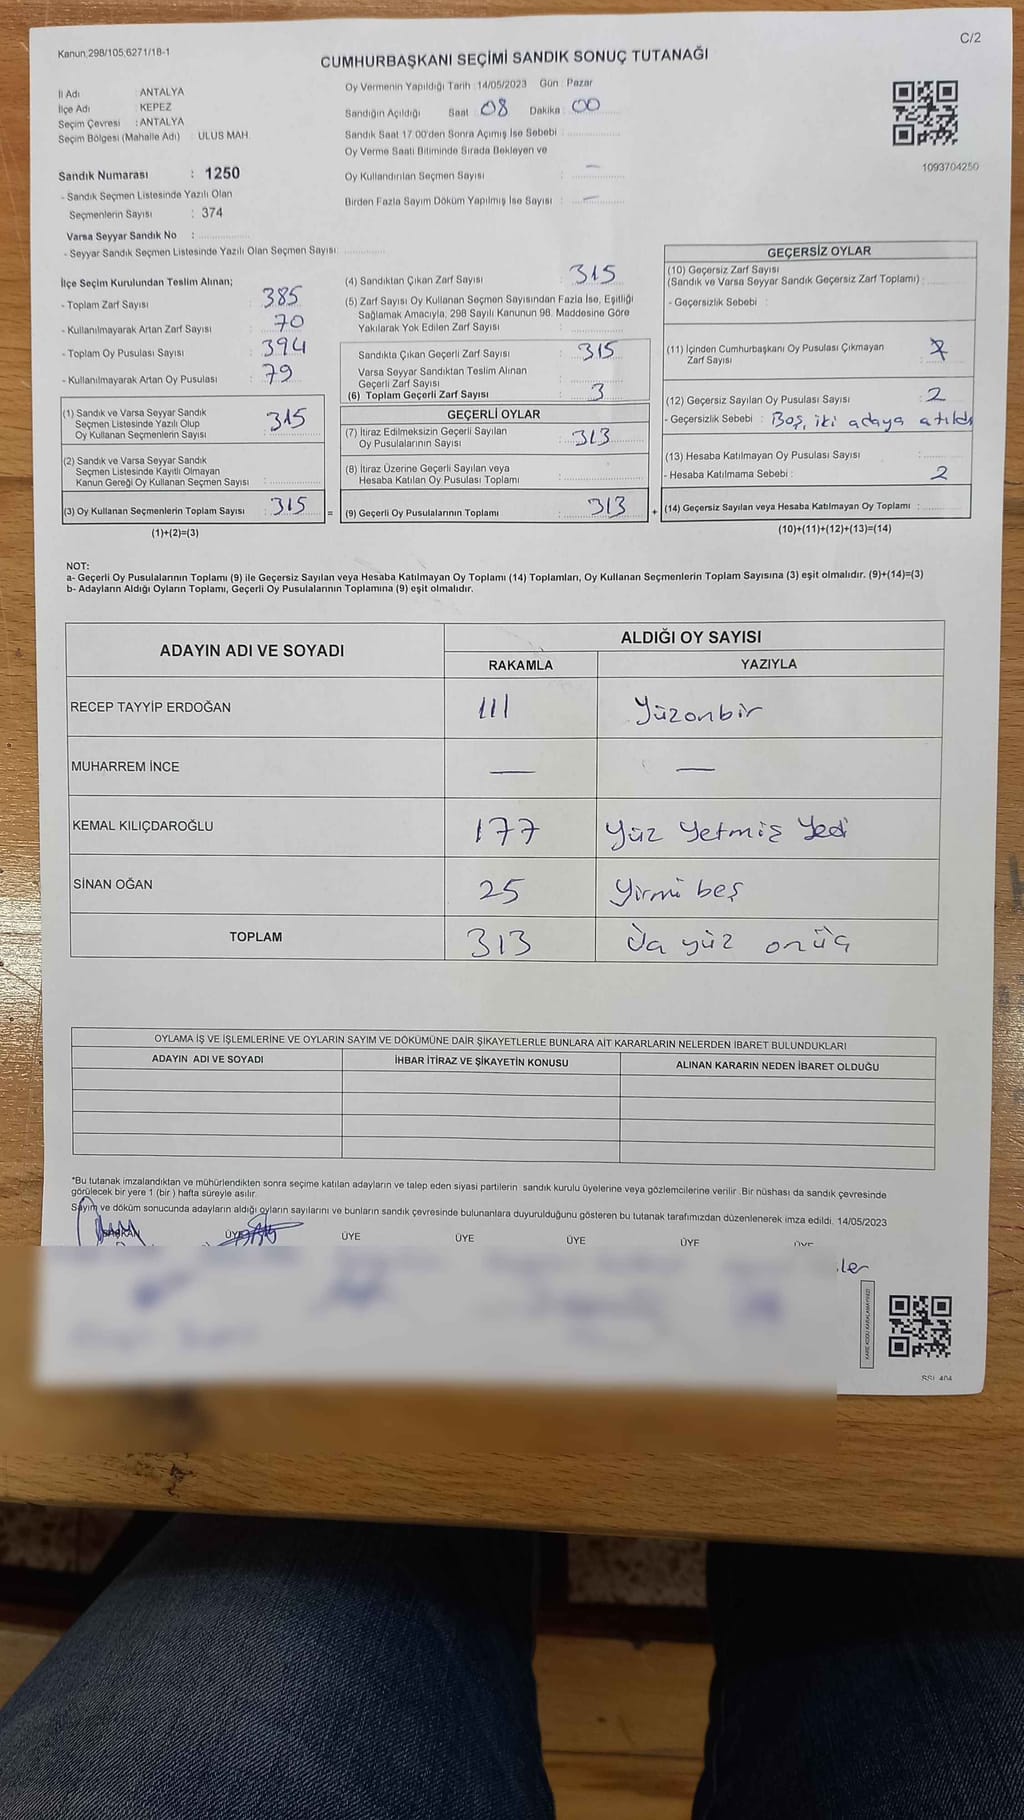 Kanun 298/105,6271/18-1
C/2
CUMHURBAŞKANI SEÇİMİ SANDIK SONUÇ TUTANAĞI
İl Adı : ANTALYA
İlçe Adı : KEPEZ
Seçim Çevresi : ANTALYA
Seçim Bölgesi (Mahalle Adı) : ULUS MAH.
Sandık Numarası : 1250
- Sandık Seçmen Listesinde Yazılı Olan
Seçmenlerin Sayısı : 374
Varsa Seyyar Sandık No :
- Seyyar Sandık Seçmen Listesinde Yazılı Olan Seçmen Sayısı:
Oy Vermenin Yapıldığı Tarih : 14/05/2023 Gün : Pazar
Sandığın Açıldığı Saat : 08 Dakika : 00
Sandık Saat 17.00'den Sonra Açımış İse Sebebi :
Oy Verme Saati Bitiminde Sırada Bekleyen ve
Oy Kullandırılan Seçmen Sayısı : —
Birden Fazla Sayım Döküm Yapılmış İse Sayısı : —
1093704250
İlçe Seçim Kurulundan Teslim Alınan;
- Toplam Zarf Sayısı : 385
- Kullanılmayarak Artan Zarf Sayısı : 70
- Toplam Oy Pusulası Sayısı : 394
- Kullanılmayarak Artan Oy Pusulası : 79
(1) Sandık ve Varsa Seyyar Sandık
Seçmen Listesinde Yazılı Olup
Oy Kullanan Seçmenlerin Sayısı : 315
(2) Sandık ve Varsa Seyyar Sandık
Seçmen Listesinde Kayıtlı Olmayan
Kanun Gereği Oy Kullanan Seçmen Sayısı :
(3) Oy Kullanan Seçmenlerin Toplam Sayısı : 315 =
(1)+(2)=(3)
(4) Sandıktan Çıkan Zarf Sayısı : 315
(5) Zarf Sayısı Oy Kullanan Seçmen Sayısından Fazla İse, Eşitliği
Sağlamak Amacıyla, 298 Sayılı Kanunun 98. Maddesine Göre
Yakılarak Yok Edilen Zarf Sayısı :
Sandıkta Çıkan Geçerli Zarf Sayısı : 315
Varsa Seyyar Sandıktan Teslim Alınan
Geçerli Zarf Sayısı :
(6) Toplam Geçerli Zarf Sayısı : 3
GEÇERLİ OYLAR
(7) İtiraz Edilmeksizin Geçerli Sayılan
Oy Pusulalarının Sayısı : 313
(8) İtiraz Üzerine Geçerli Sayılan veya
Hesaba Katılan Oy Pusulası Toplamı :
(9) Geçerli Oy Pusulalarının Toplamı : 313 +
GEÇERSİZ OYLAR
(10) Geçersiz Zarf Sayısı
(Sandık ve Varsa Seyyar Sandık Geçersiz Zarf Toplamı) :
- Geçersizlik Sebebi :
(11) İçinden Cumhurbaşkanı Oy Pusulası Çıkmayan
Zarf Sayısı :
(12) Geçersiz Sayılan Oy Pusulası Sayısı : 2
- Geçersizlik Sebebi : Boş, iki adaya atıldı
(13) Hesaba Katılmayan Oy Pusulası Sayısı :
- Hesaba Katılmama Sebebi : 2
(14) Geçersiz Sayılan veya Hesaba Katılmayan Oy Toplamı :
(10)+(11)+(12)+(13)=(14)
NOT:
a- Geçerli Oy Pusulalarının Toplamı (9) ile Geçersiz Sayılan veya Hesaba Katılmayan Oy Toplamı (14) Toplamları, Oy Kullanan Seçmenlerin Toplam Sayısına (3) eşit olmalıdır. (9)+(14)=(3)
b- Adayların Aldığı Oyların Toplamı, Geçerli Oy Pusulalarının Toplamına (9) eşit olmalıdır.
ADAYIN ADI VE SOYADI
ALDIĞI OY SAYISI
RAKAMLA YAZIYLA
RECEP TAYYİP ERDOĞAN 111 Yüzonbir
MUHARREM İNCE — —
KEMAL KILIÇDAROĞLU 177 Yüz Yetmiş Yedi
SİNAN OĞAN 25 Yirmi beş
TOPLAM 313 yüz onüç
OYLAMA İŞ VE İŞLEMLERİNE VE OYLARIN SAYIM VE DÖKÜMÜNE DAİR ŞİKAYETLERLE BUNLARA AİT KARARLARIN NELERDEN İBARET BULUNDUKLARI
ADAYIN ADI VE SOYADI İHBAR İTİRAZ VE ŞİKAYETİN KONUSU ALINAN KARARIN NEDEN İBARET OLDUĞU
*Bu tutanak imzalandıktan ve mühürlendikten sonra seçime katılan adayların ve talep eden siyasi partilerin sandık kurulu üyelerine veya gözlemcilerine verilir. Bir nüshası da sandık çevresinde
görülecek bir yere 1 (bir) hafta süreyle asılır.
Sayım ve döküm sonucunda adayların aldığı oyların sayılarını ve bunların sandık çevresinde bulunanlara duyurulduğunu gösteren bu tutanak tarafımızdan düzenlenerek imza edildi. 14/05/2023
BAŞKAN ÜYE ÜYE ÜYE ÜYE ÜYE ÜYE